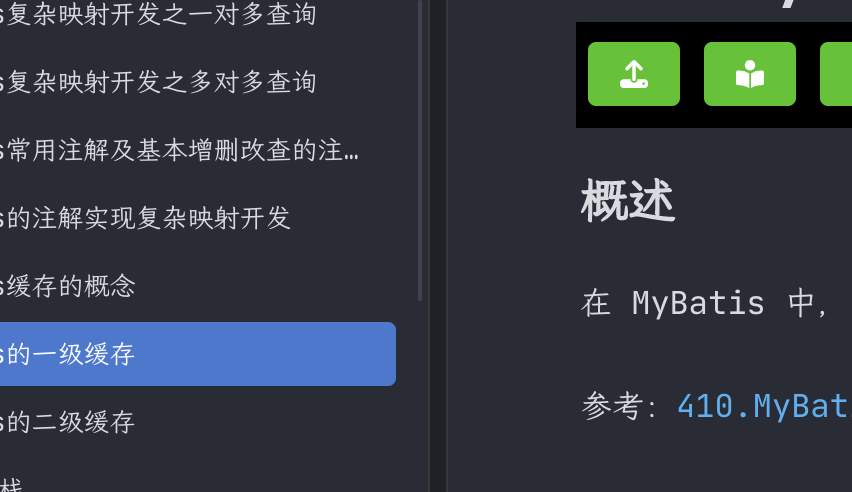 s复杂映射开发之一对多查询
s复杂映射开发之多对多查询
s常用注解及基本增删改查的注…
s的注解实现复杂映射开发
s缓存的概念
s的一级缓存
s的二级缓存
栈
概述
在 MyBatis 中，
参考：410.MyBat